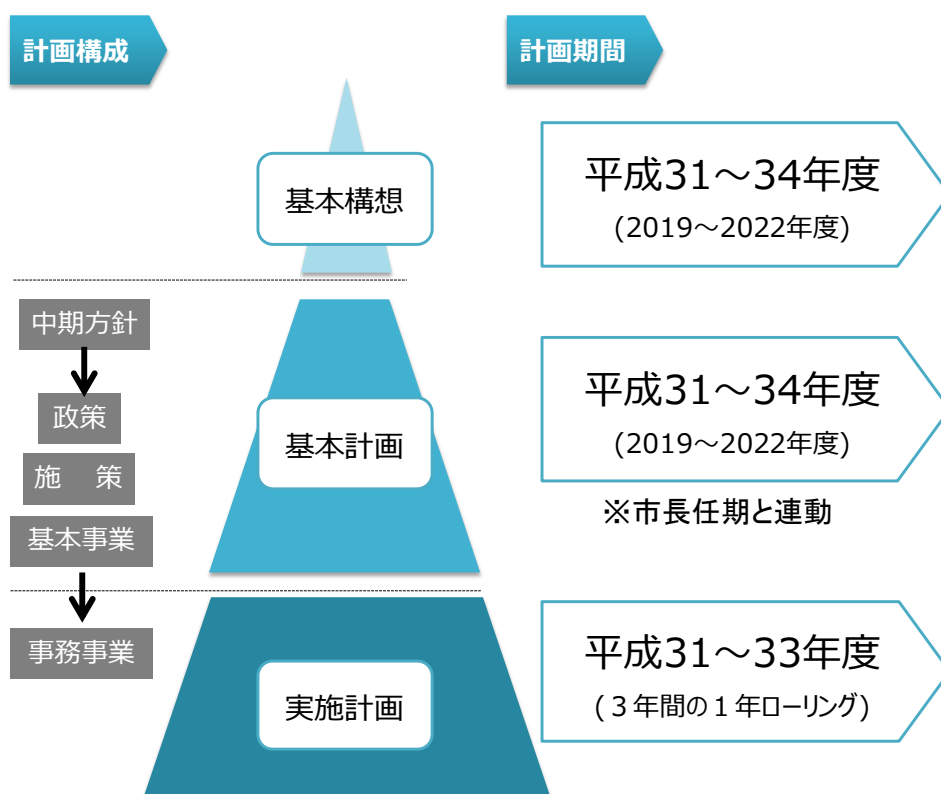 計画構成
計画期間
基本構想
平成31～34年度
(2019～2022年度)
中期方針
政策
施　策
基本事業
基本計画
平成31～34年度
(2019～2022年度)
※市長任期と連動
事務事業
実施計画
平成31～33年度
(３年間の１年ローリング)